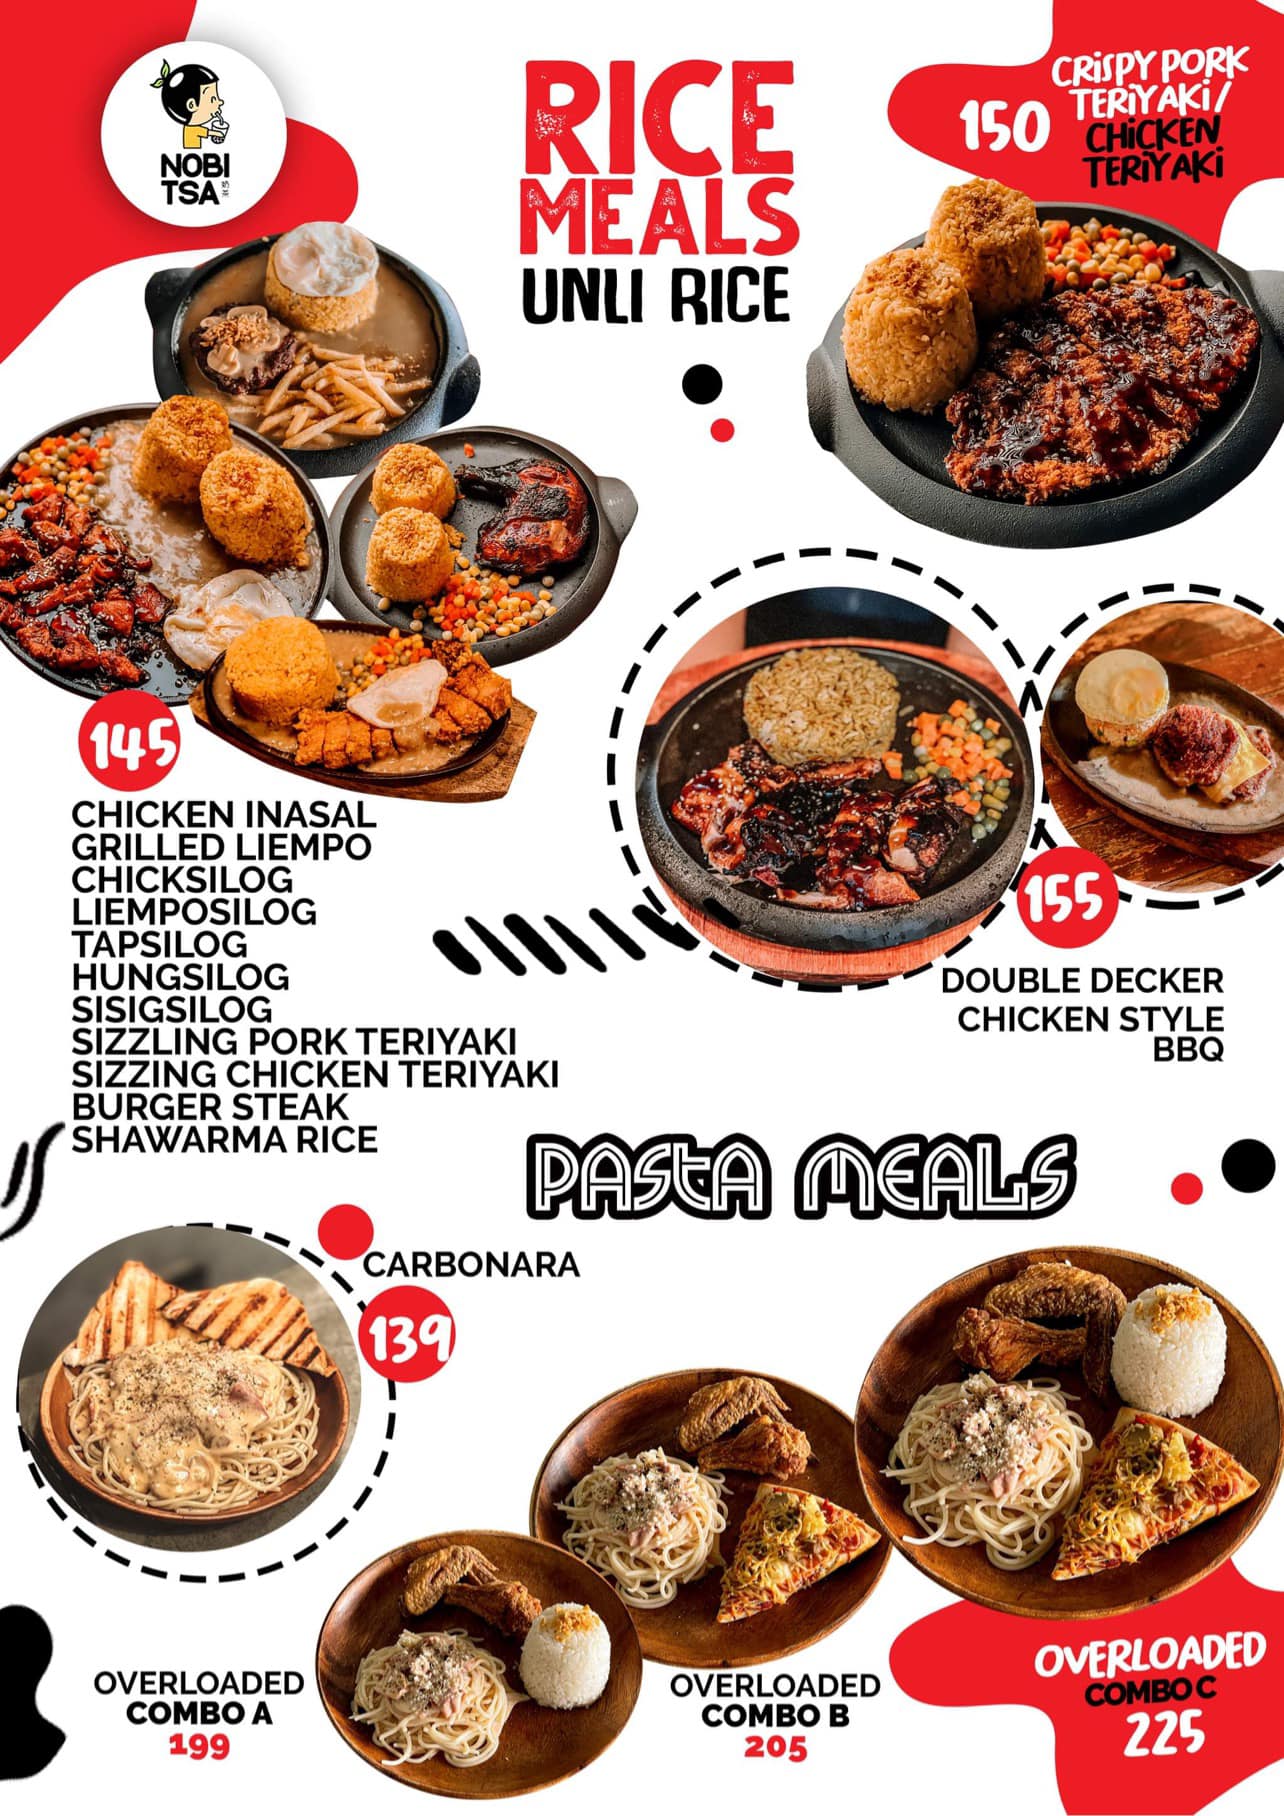 NOBI
TSA
RICE
MEALS
UNLI RICE
150
CRISPY PORK
TERIYAKI/
CHICKEN
TERIYAKI
145
CHICKEN INASAL
GRILLED LIEMPO
CHICKSILOG
LIEMPOSILOG
TAPSILOG
HUNGSILOG
SISIGSILOG
SIZZLING PORK TERIYAKI
SIZZING CHICKEN TERIYAKI
BURGER STEAK
SHAWARMA RICE
155
DOUBLE DECKER
CHICKEN STYLE
BBQ
PASTA MEALS
CARBONARA
139
OVERLOADED
COMBO A
199
OVERLOADED
COMBO B
205
OVERLOADED
COMBO C
225